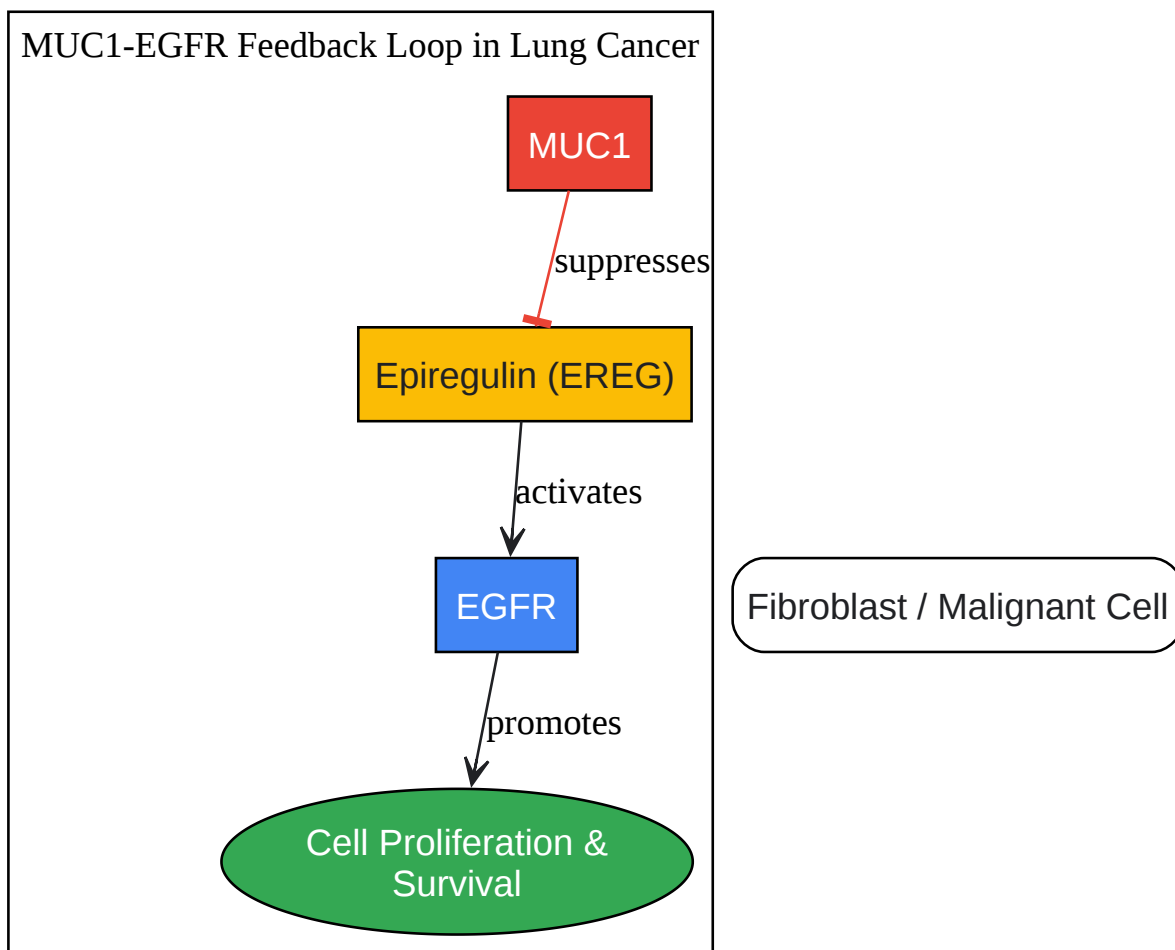 MUC1-EGFR Feedback Loop in Lung Cancer
MUC1
suppresses
Epiregulin (EREG)
activates
EGFR
Fibroblast / Malignant Cell
promotes
Cell Proliferation &
Survival